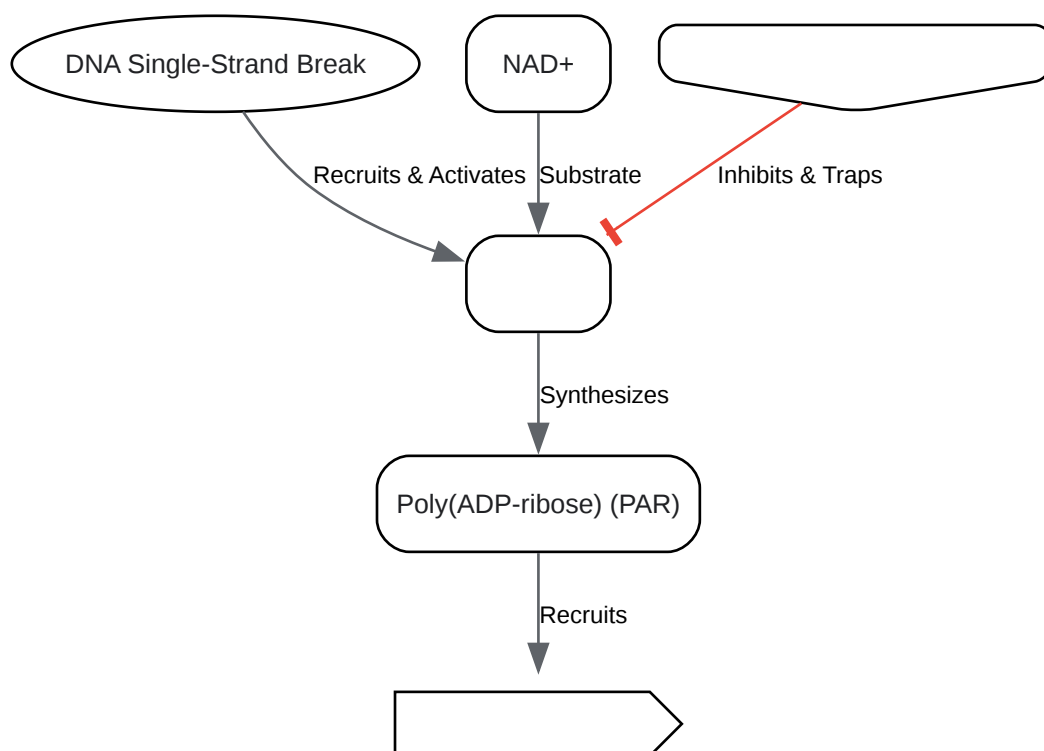 DNA Single-Strand Break
NAD+
Recruits & Activates
Substrate
Inhibits & Traps
Synthesizes
Poly(ADP-ribose) (PAR)
Recruits